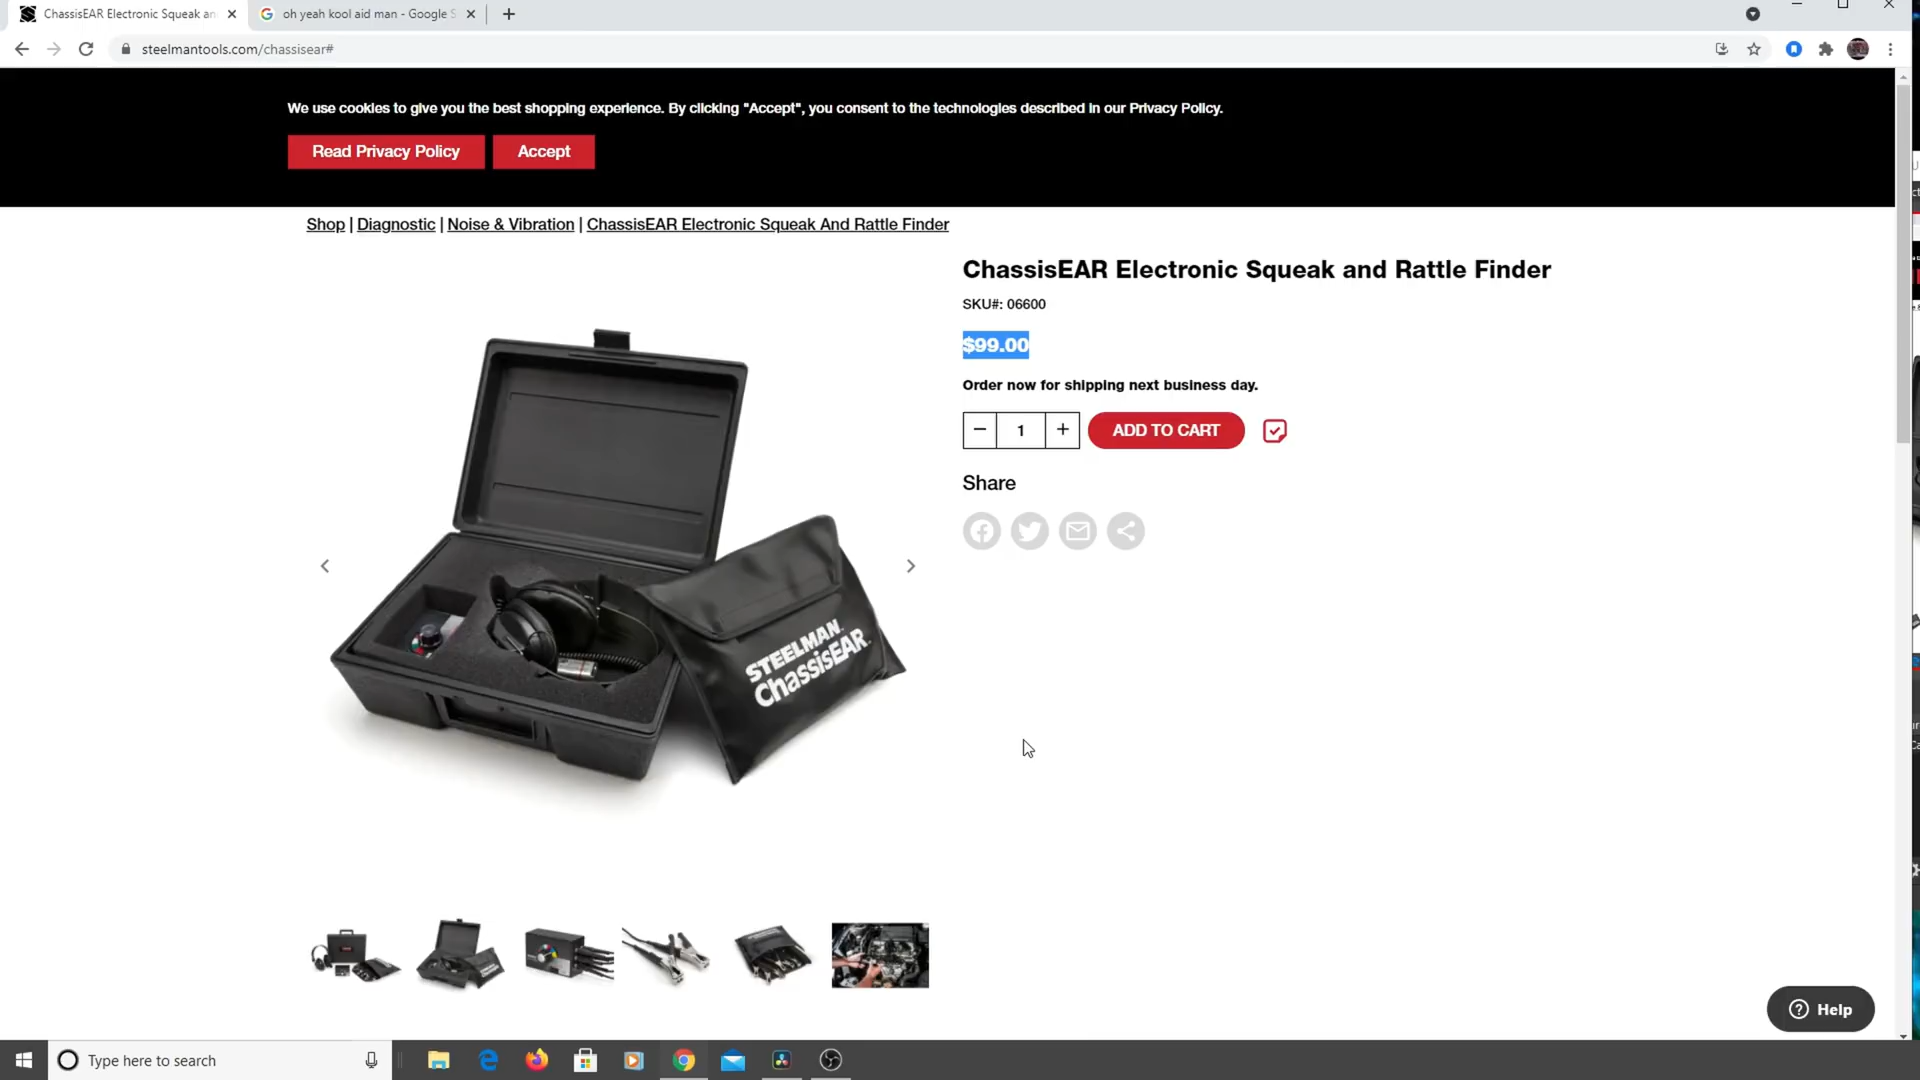 ChassisEAR Electronic Squeak an
oh yeah kool aid man - Google S
steelmantools.com/chassisear#
We use cookies to give you the best shopping experience. By clicking "Accept", you consent to the technologies described in our Privacy Policy.
Read Privacy Policy
Accept
Shop | Diagnostic | Noise & Vibration | ChassisEAR Electronic Squeak And Rattle Finder
ChassisEAR Electronic Squeak and Rattle Finder
SKU#: 06600
$99.00
Order now for shipping next business day.
− 1 + ADD TO CART
Share
STEELMAN
ChassisEAR
Help
Type here to search